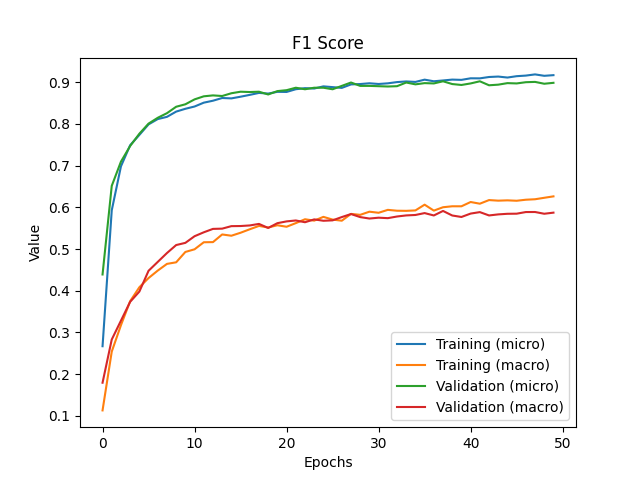 F1 Score
Value
0.9
0.8
0.7
0.6
0.5
0.4
0.3
0.2
0.1
Training (micro)
Training (macro)
Validation (micro)
Validation (macro)
0 10 20 30 40 50
Epochs